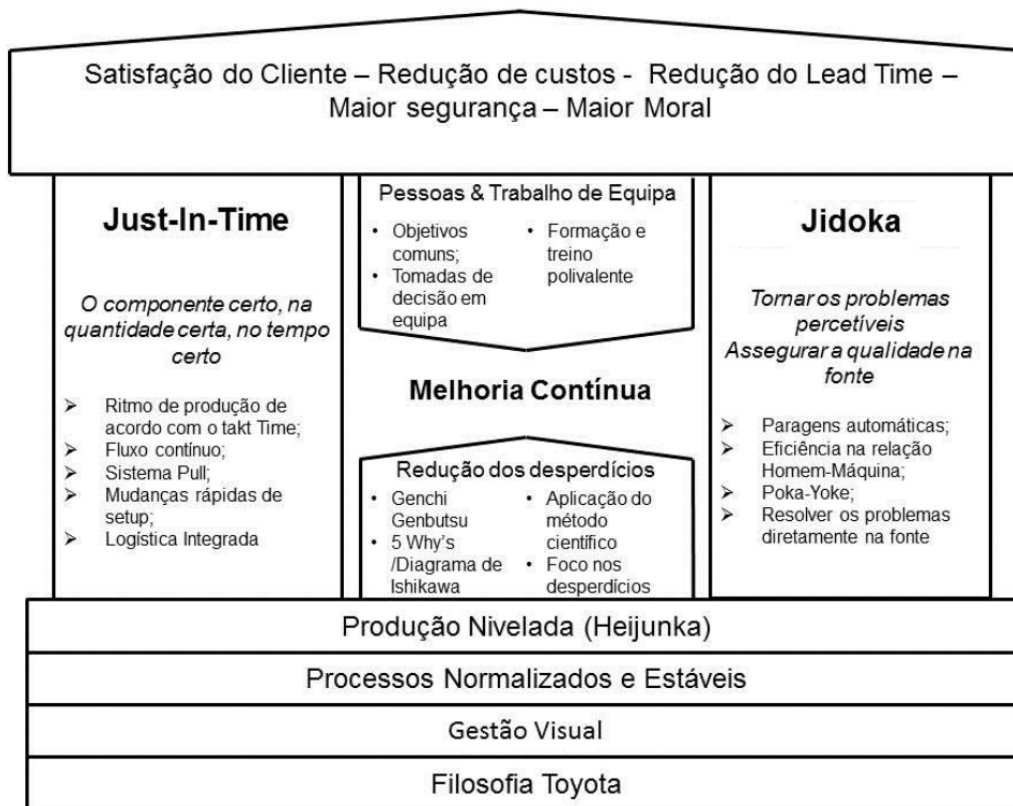 Satisfação do Cliente – Redução de custos - Redução do Lead Time –
Maior segurança – Maior Moral
Just-In-Time
O componente certo, na
quantidade certa, no tempo
certo
➢ Ritmo de produção de
acordo com o takt Time;
➢ Fluxo contínuo;
➢ Sistema Pull;
➢ Mudanças rápidas de
setup;
➢ Logística Integrada
Pessoas & Trabalho de Equipa
• Objetivos
comuns;
• Tomadas de
decisão em
equipa
• Formação e
treino
polivalente
Melhoria Contínua
Redução dos desperdícios
• Genchi
Genbutsu
• 5 Why's
/Diagrama de
Ishikawa
• Aplicação do
método
científico
• Foco nos
desperdícios
Jidoka
Tornar os problemas
percetíveis
Assegurar a qualidade na
fonte
➢ Paragens automáticas;
➢ Eficiência na relação
Homem-Máquina;
➢ Poka-Yoke;
➢ Resolver os problemas
diretamente na fonte
Produção Nivelada (Heijunka)
Processos Normalizados e Estáveis
Gestão Visual
Filosofia Toyota